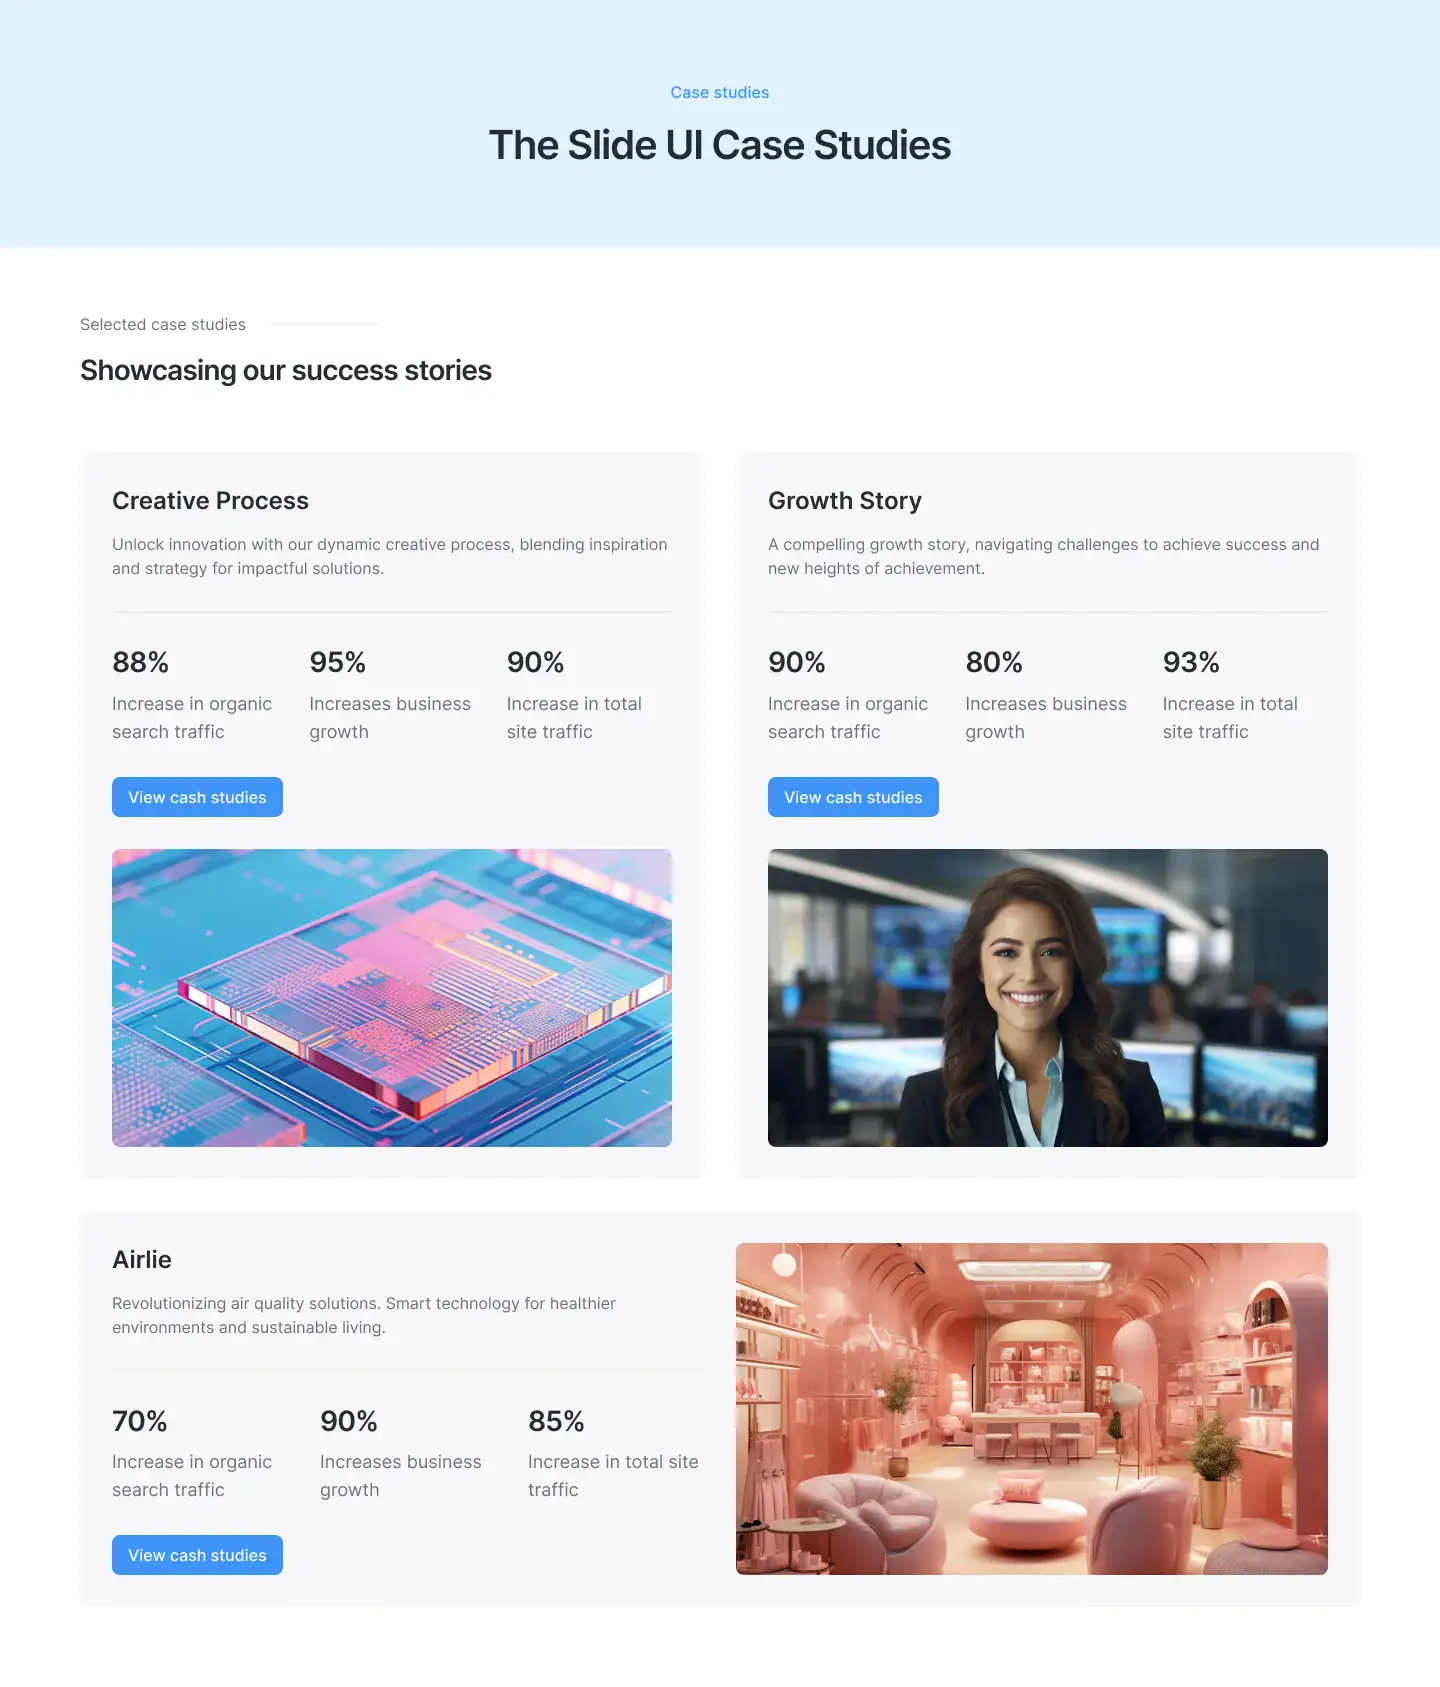 Case studies
The Slide UI Case Studies
Selected case studies
Showcasing our success stories
Creative Process
Unlock innovation with our dynamic creative process, blending inspiration
and strategy for impactful solutions.
88%
Increase in organic
search traffic
95%
Increases business
growth
90%
Increase in total
site traffic
View cash studies
Growth Story
A compelling growth story, navigating challenges to achieve success and
new heights of achievement.
90%
Increase in organic
search traffic
80%
Increases business
growth
93%
Increase in total
site traffic
View cash studies
Airlie
Revolutionizing air quality solutions. Smart technology for healthier
environments and sustainable living.
70%
Increase in organic
search traffic
90%
Increases business
growth
85%
Increase in total site
traffic
View cash studies